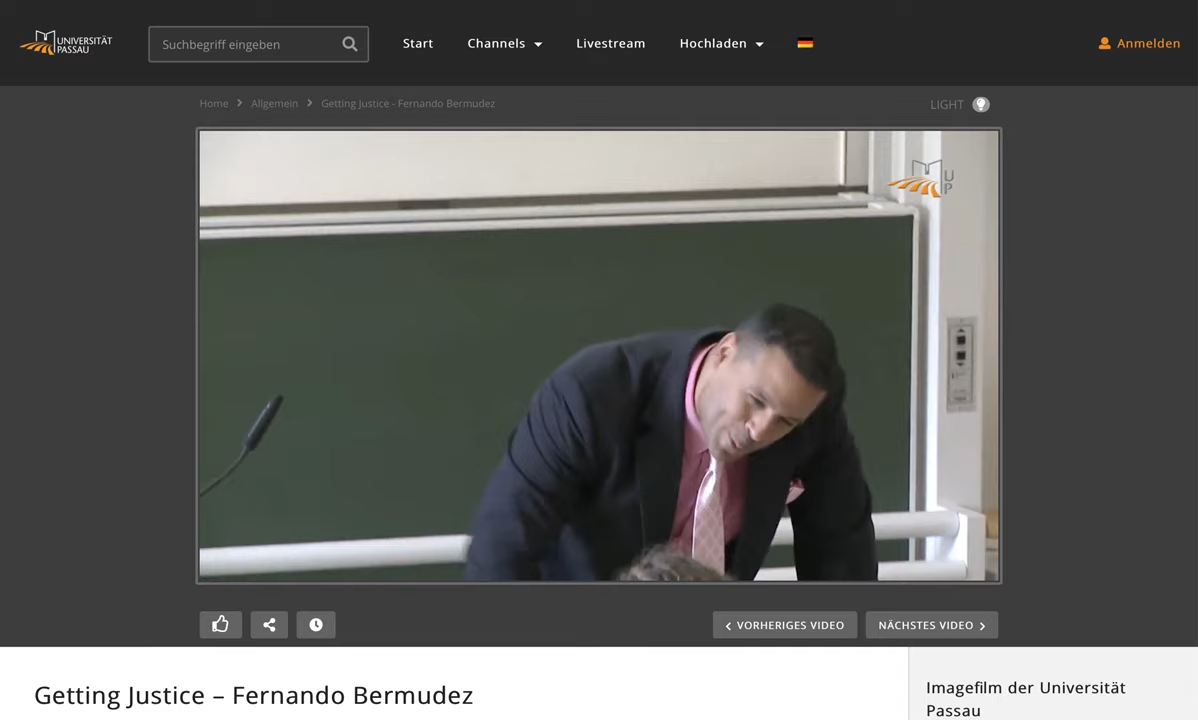 UNIVERSITÄT
PASSAU
Suchbegriff eingeben
Start
Channels
Livestream
Hochladen
Anmelden
Home
Allgemein
Getting Justice - Fernando Bermudez
LIGHT
U
P
VORHERIGES VIDEO
NÄCHSTES VIDEO
Getting Justice – Fernando Bermudez
Imagefilm der Universität
Passau